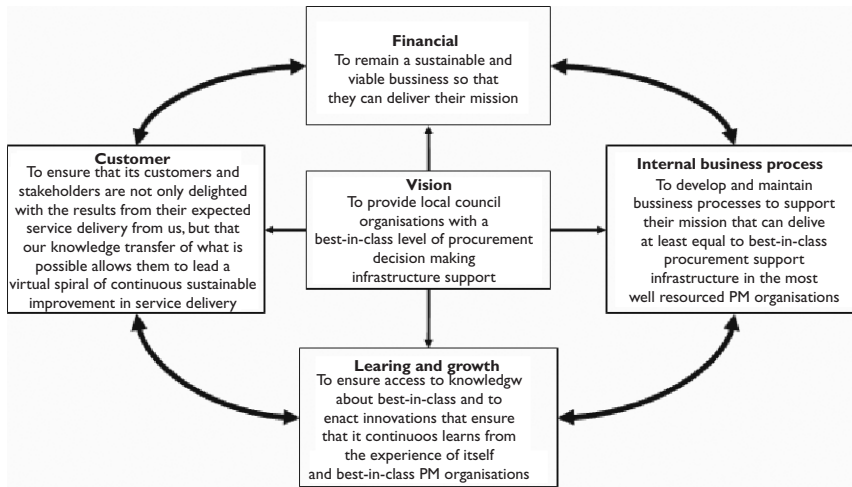 Financial
To remain a sustainable and
viable bussiness so that
they can deliver their mission
Customer
To ensure that its customers and
stakeholders are not only delighted
with the results from their expected
service delivery from us, but that
our knowledge transfer of what is
possible allows them to lead a
virtual spiral of continuous sustainable
improvement in service delivery
Vision
To provide local council
organisations with a
best-in-class level of procurement
decision making
infrastructure support
Internal business process
To develop and maintain
bussiness processes to support
their mission that can delive
at least equal to best-in-class
procurement support
infrastructure in the most
well resourced PM organisations
Learing and growth
To ensure access to knowledgw
about best-in-class and to
enact innovations that ensure
that it continuoos learns from
the experience of itself
and best-in-class PM organisations